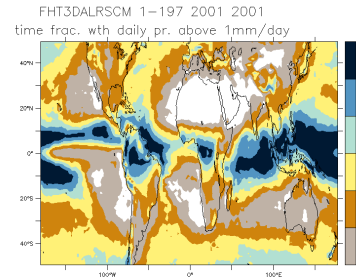 FHT3DALRSCM 1-197 2001 2001
time frac. wth daily pr. above 1mm/day
40°N
20°N
0°
20°S
40°S
100°W 0° 100°E